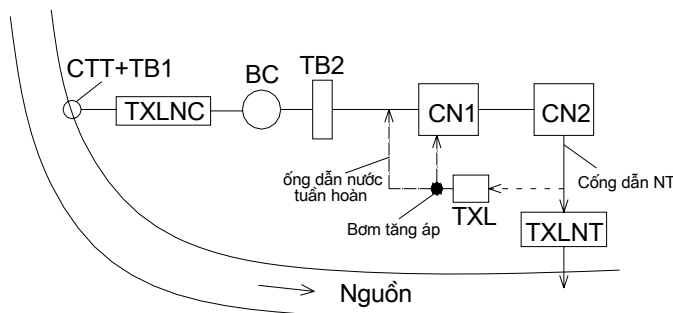 CTT+TB1
TXLNC
BC
TB2
CN1
CN2
ống dẫn nước
tuần hoàn
Bơm tăng áp
TXL
Cống dẫn NT
TXLNT
Nguồn